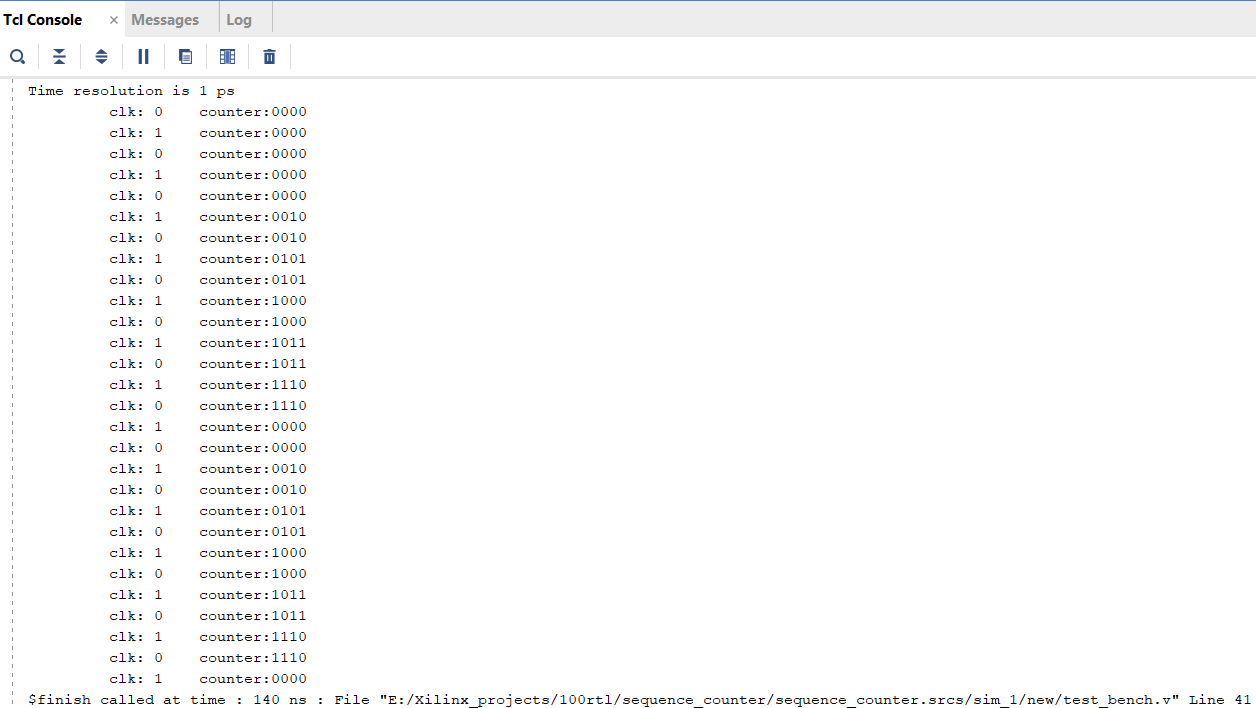 Tcl Console × Messages Log
Time resolution is 1 ps
clk: 0 counter:0000
clk: 1 counter:0000
clk: 0 counter:0000
clk: 1 counter:0000
clk: 0 counter:0000
clk: 1 counter:0010
clk: 0 counter:0010
clk: 1 counter:0101
clk: 0 counter:0101
clk: 1 counter:1000
clk: 0 counter:1000
clk: 1 counter:1011
clk: 0 counter:1011
clk: 1 counter:1110
clk: 0 counter:1110
clk: 1 counter:0000
clk: 0 counter:0000
clk: 1 counter:0010
clk: 0 counter:0010
clk: 1 counter:0101
clk: 0 counter:0101
clk: 1 counter:1000
clk: 0 counter:1000
clk: 1 counter:1011
clk: 0 counter:1011
clk: 1 counter:1110
clk: 0 counter:1110
clk: 1 counter:0000
$finish called at time : 140 ns : File "E:/Xilinx_projects/100rtl/sequence_counter/sequence_counter.srcs/sim_1/new/test_bench.v" Line 41